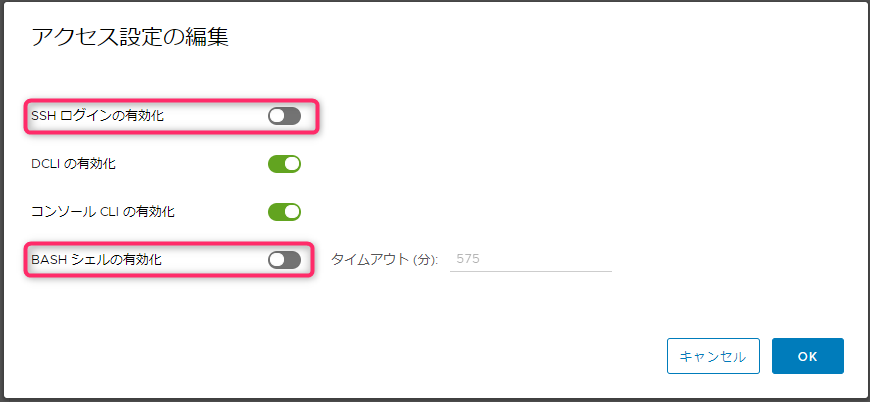 アクセス設定の編集
SSH ログインの有効化
DCLI の有効化
コンソール CLI の有効化
BASH シェルの有効化 タイムアウト (分): 575
キャンセル OK